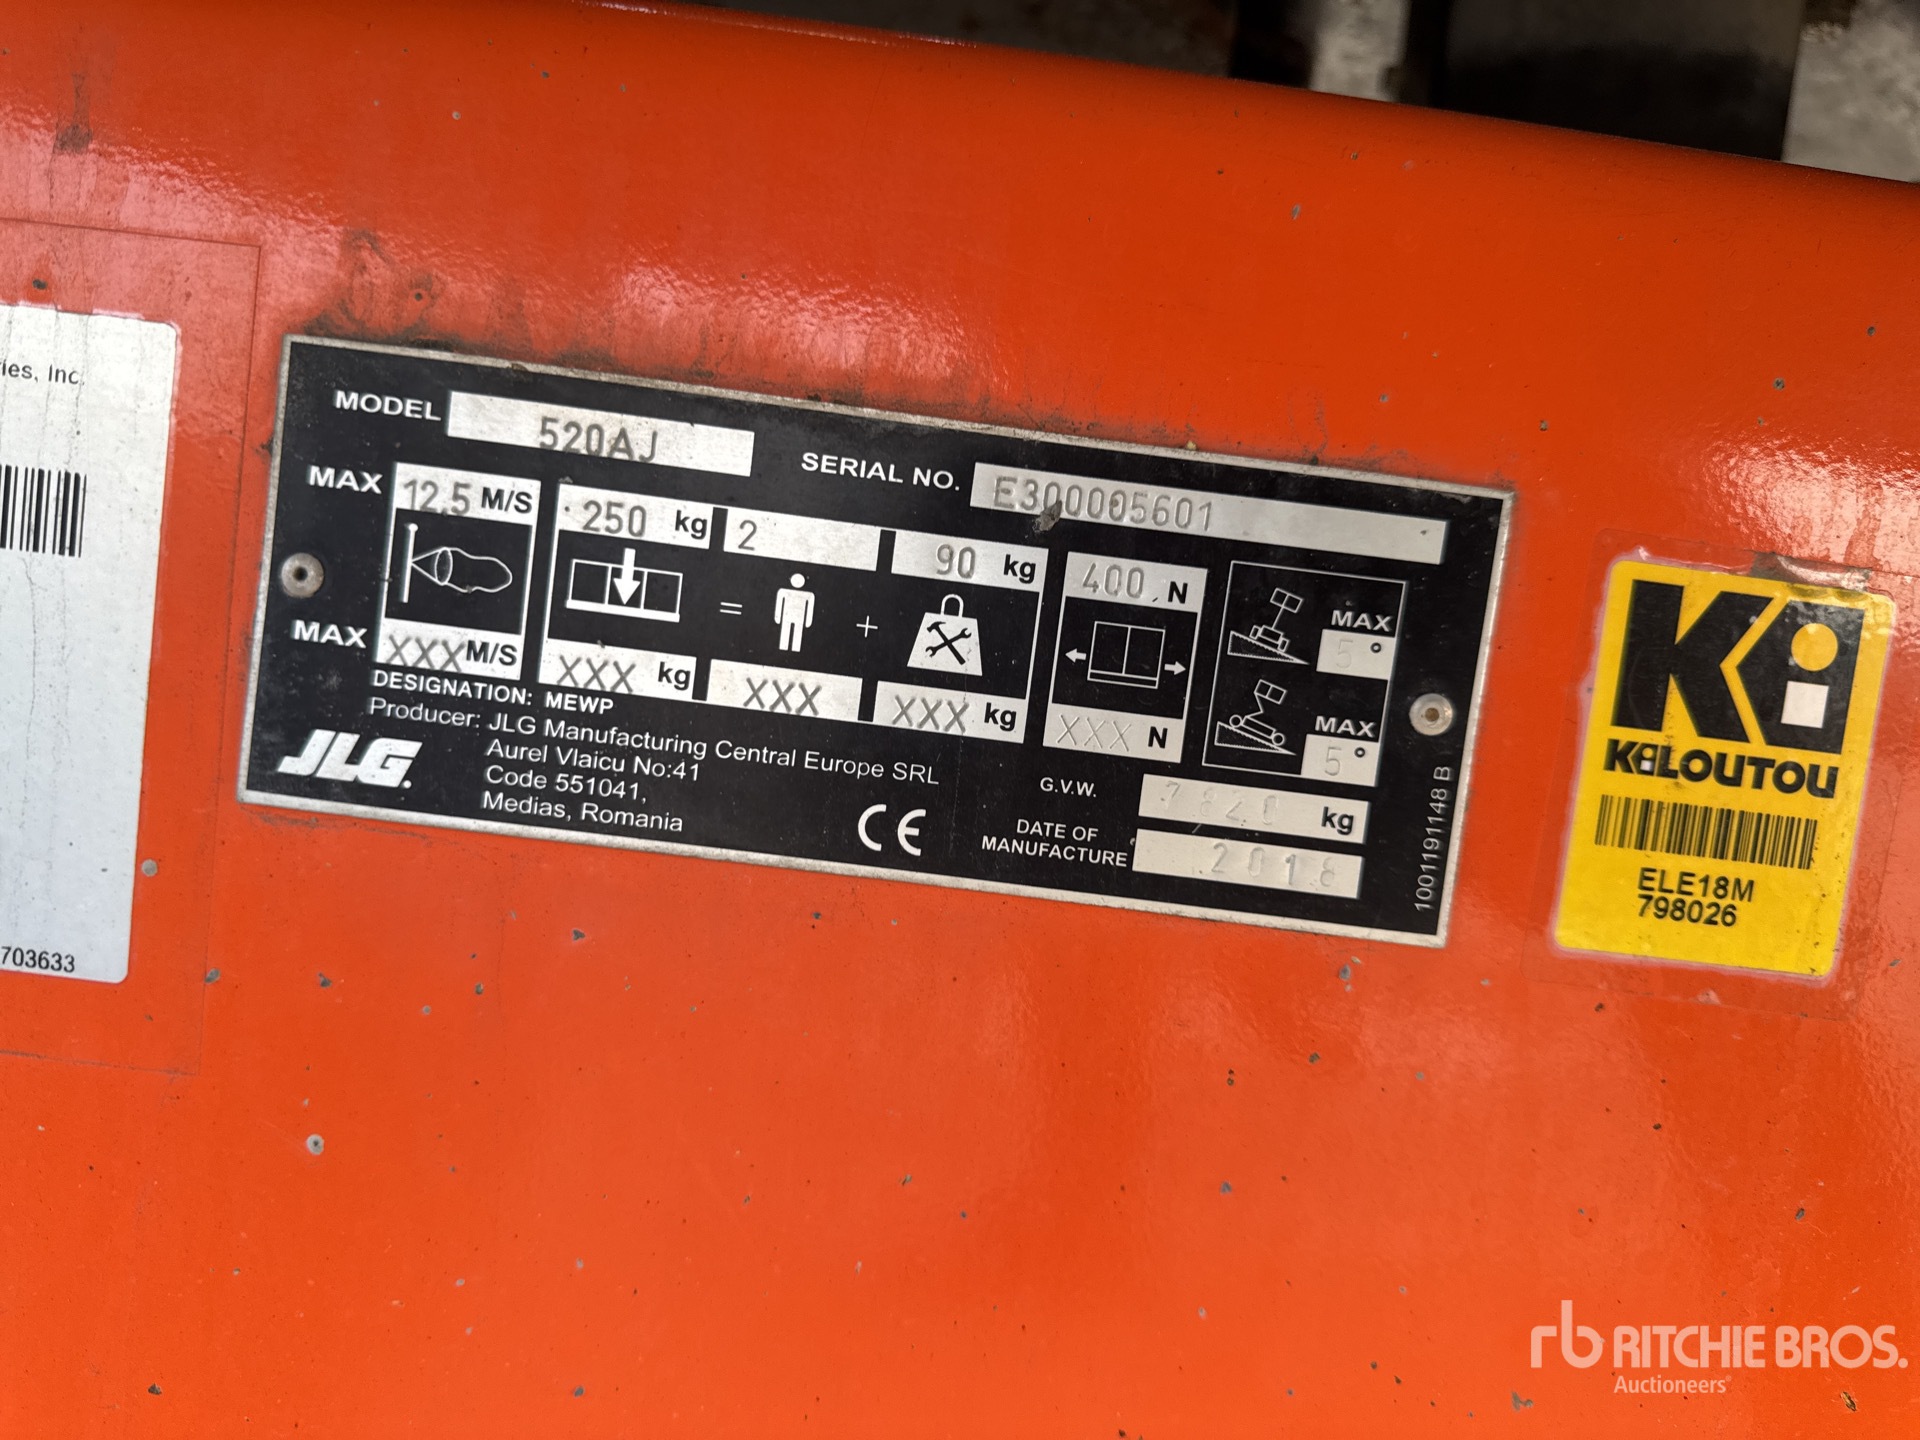 ies, Inc.
703633
MODEL 520AJ
SERIAL NO. E300005601
MAX 12,5 M/S
250 kg
2
90 kg
400 N
= +
MAX 5°
MAX XXX M/S
XXX kg
XXX
XXX kg
XXX N
MAX 5°
DESIGNATION: MEWP
Producer: JLG Manufacturing Central Europe SRL
Aurel Vlaicu No:41
Code 551041,
Medias, Romania
JLG
CE
G.V.W. 7820 kg
DATE OF
MANUFACTURE 2018
1001191148 B
Ki
KiLOUTOU
ELE18M
798026
rb RITCHIE BROS.
Auctioneers